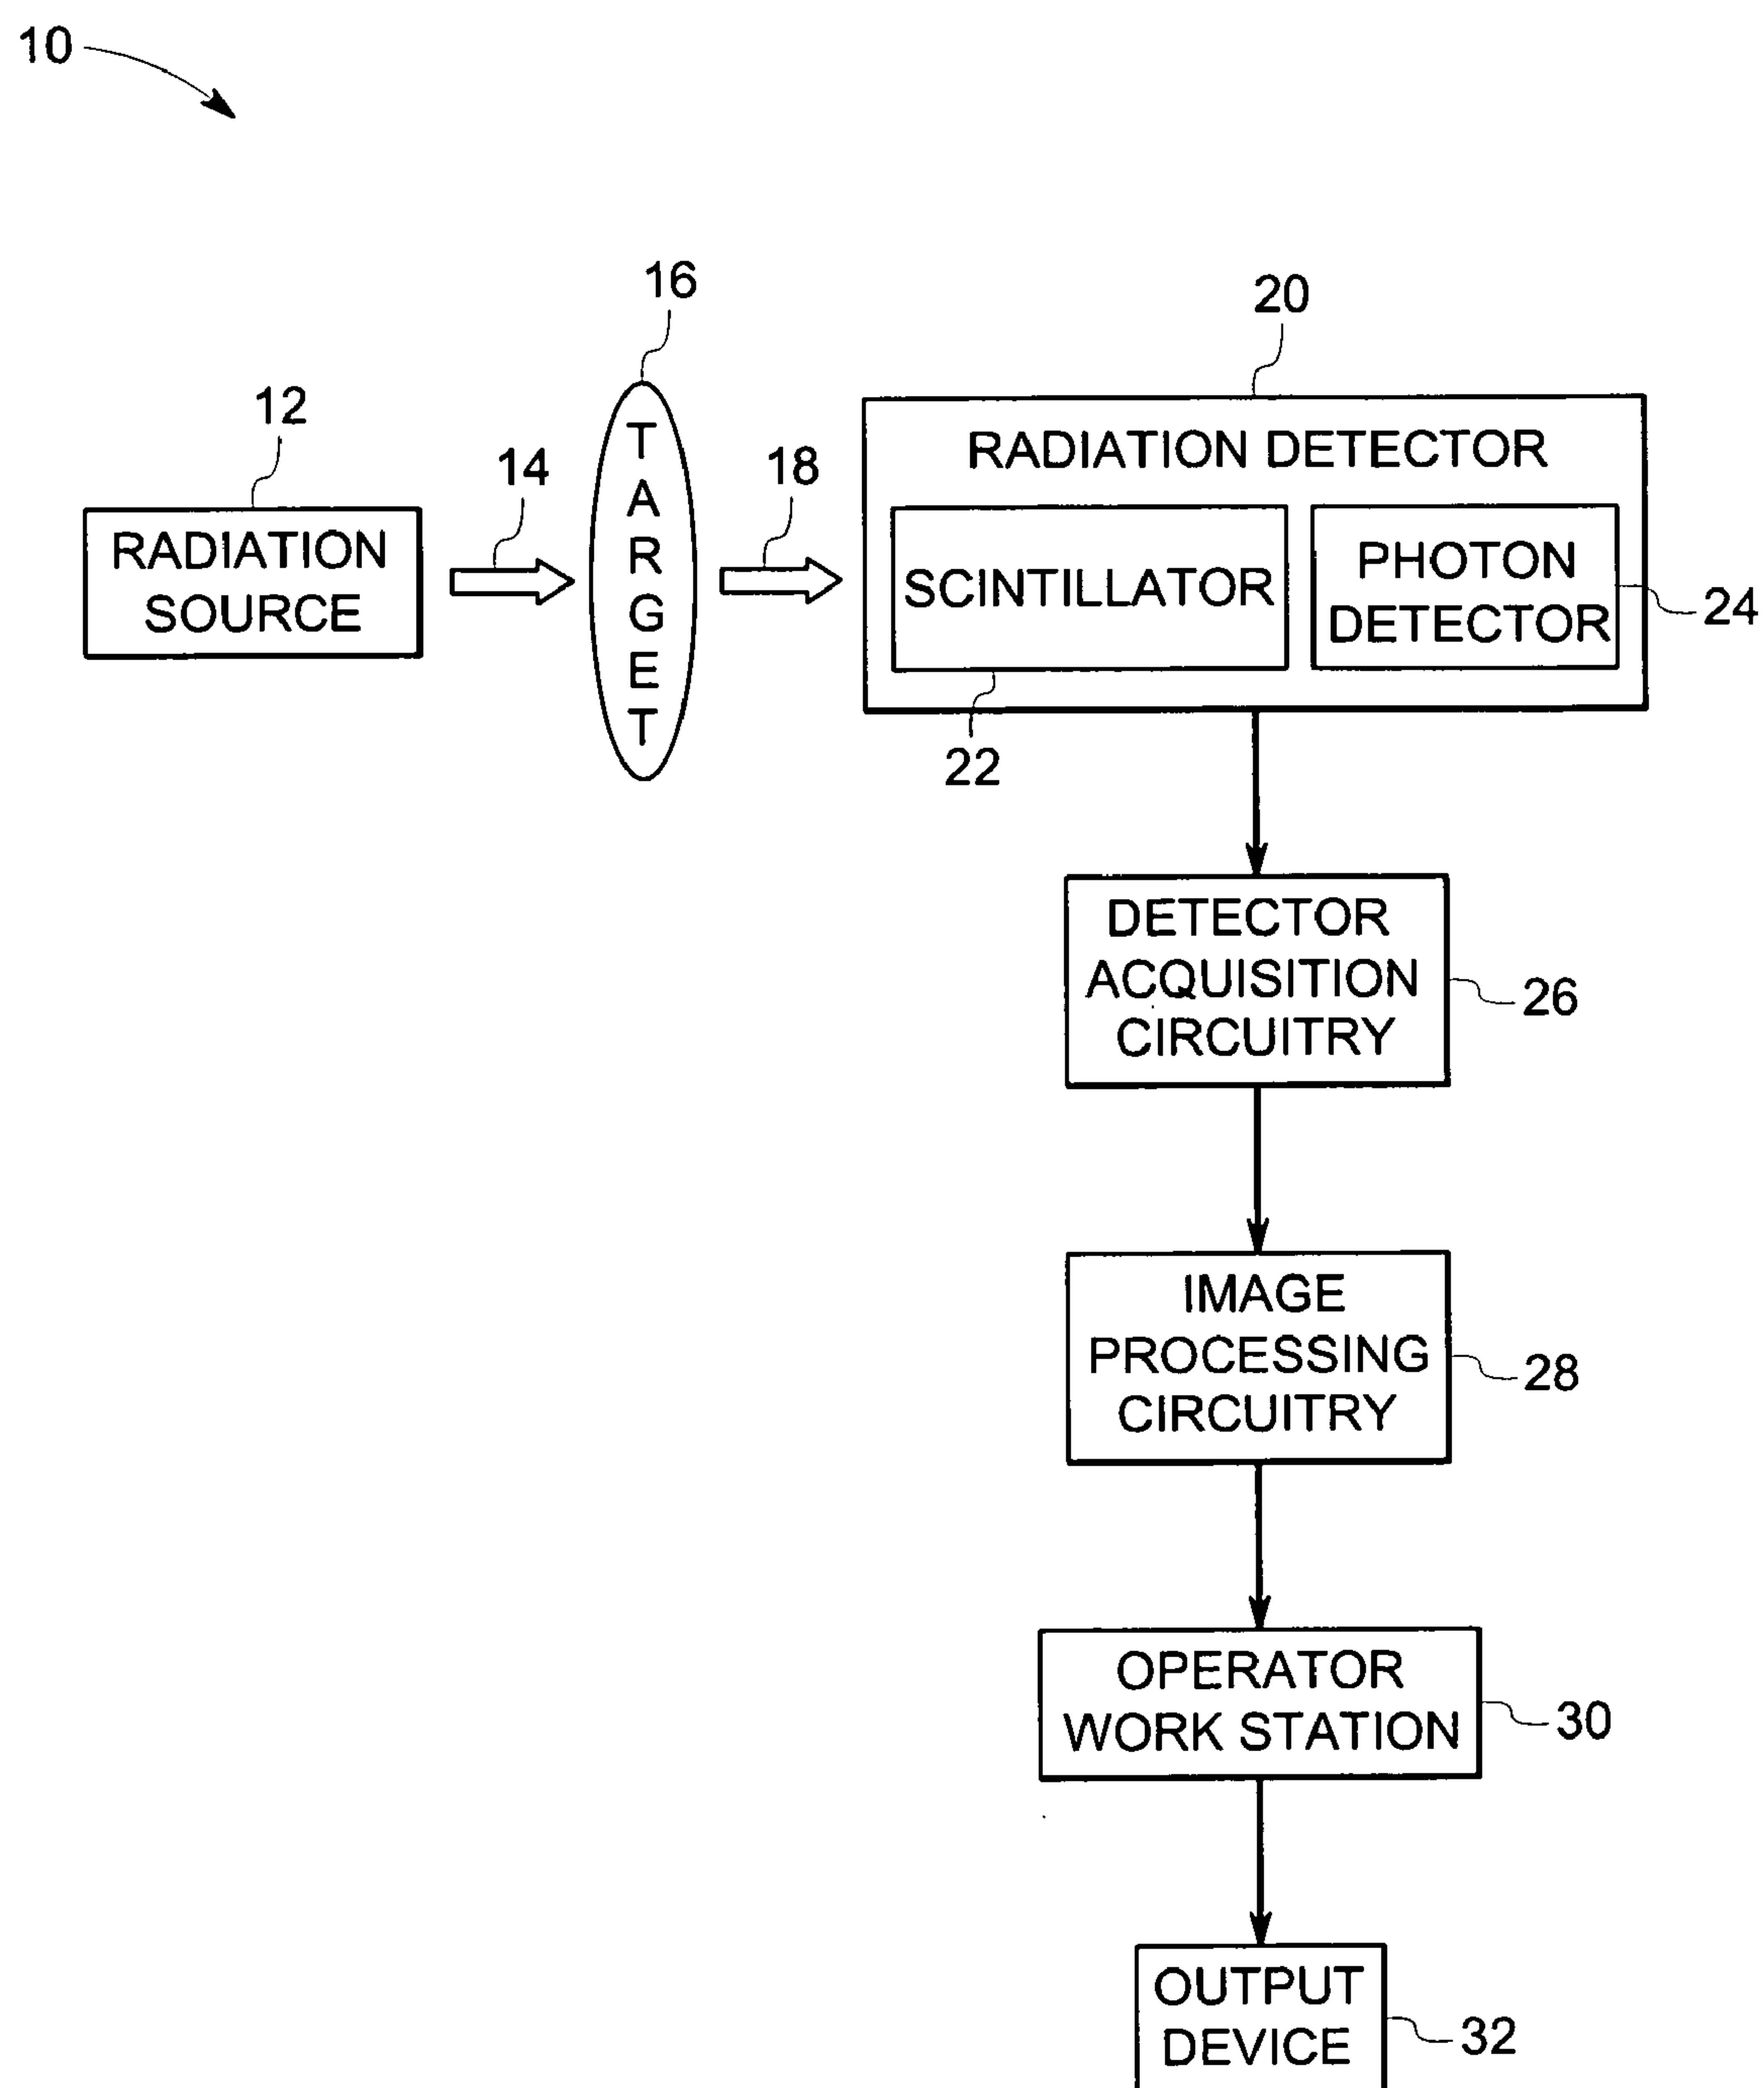 10
16
20
12
14
18
RADIATION
SOURCE
T
A
R
G
E
T
RADIATION DETECTOR
SCINTILLATOR
PHOTON
DETECTOR
24
22
DETECTOR
ACQUISITION
CIRCUITRY
26
IMAGE
PROCESSING
CIRCUITRY
28
OPERATOR
WORK STATION
30
OUTPUT
DEVICE
32